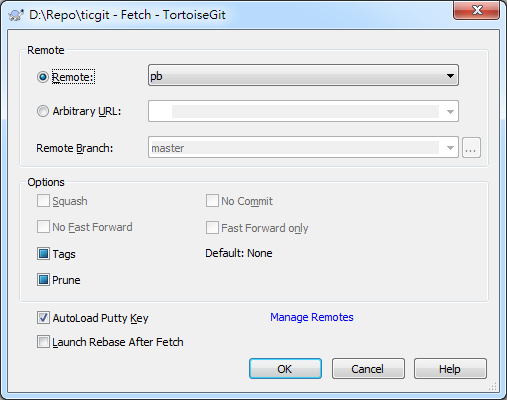 D:\Repo\ticgit - Fetch - TortoiseGit
Remote
Remote: pb
Arbitrary URL:
Remote Branch: master ...
Options
Squash No Commit
No Fast Forward Fast Forward only
Tags Default: None
Prune
AutoLoad Putty Key Manage Remotes
Launch Rebase After Fetch
OK Cancel Help